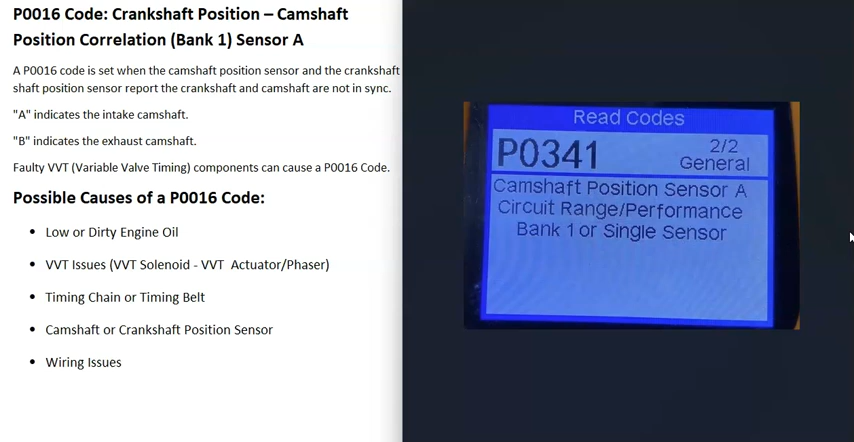 P0016 Code: Crankshaft Position – Camshaft
Position Correlation (Bank 1) Sensor A
A P0016 code is set when the camshaft position sensor and the crankshaft
shaft position sensor report the crankshaft and camshaft are not in sync.
"A" indicates the intake camshaft.
"B" indicates the exhaust camshaft.
Faulty VVT (Variable Valve Timing) components can cause a P0016 Code.
Possible Causes of a P0016 Code:
• Low or Dirty Engine Oil
• VVT Issues (VVT Solenoid - VVT Actuator/Phaser)
• Timing Chain or Timing Belt
• Camshaft or Crankshaft Position Sensor
• Wiring Issues
Read Codes
P0341
2/2
General
Camshaft Position Sensor A
Circuit Range/Performance
Bank 1 or Single Sensor